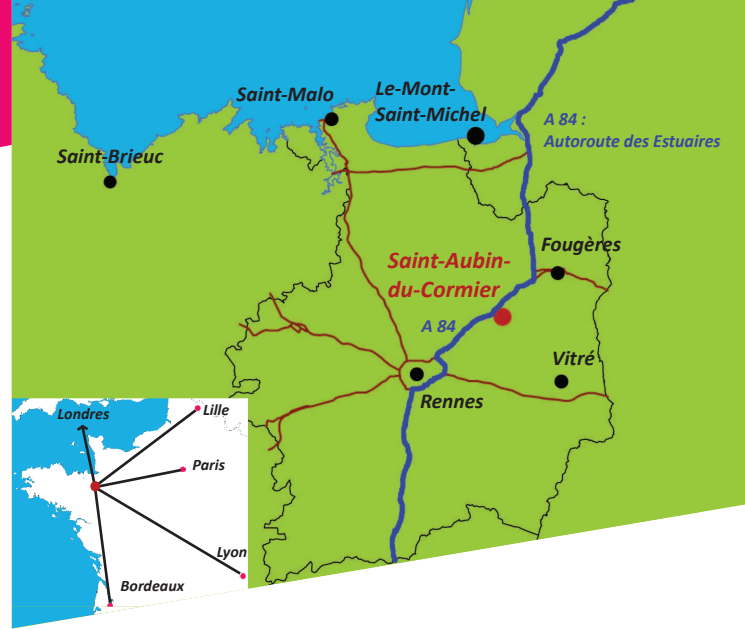 Saint-Malo
Le-Mont-
Saint-Michel
A 84 :
Autoroute des Estuaires
Saint-Brieuc
Fougères
Saint-Aubin-
du-Cormier
A 84
Vitré
Rennes
Londres
Lille
Paris
Lyon
Bordeaux